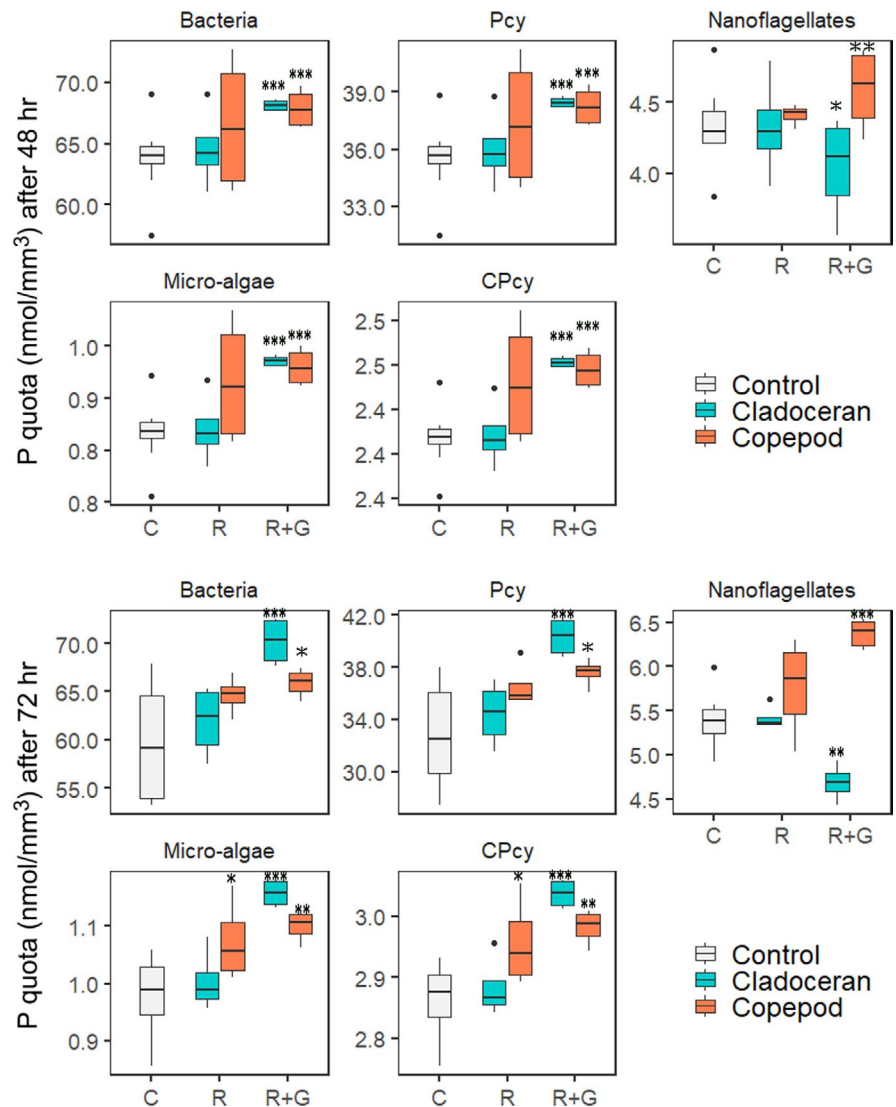 Bacteria Pcy Nanoflagellates
70.0 65.0 60.0
39.0 36.0 33.0
4.5 4.0
*** *** *** *** * **
C R R+G
Micro-algae CPcy
1.0 0.9 0.8 0.8
2.5 2.5 2.4 2.4 2.4
*** *** *** ***
C R R+G C R R+G
P quota (nmol/mm³) after 48 hr
Control
Cladoceran
Copepod
Bacteria Pcy Nanoflagellates
70.0 65.0 60.0 55.0
42.0 38.0 34.0 30.0
6.5 6.0 5.5 5.0 4.5
*** * *** * ** ***
C R R+G
Micro-algae CPcy
1.1 1.0 0.9
3.0 2.9 2.8
* *** ** * *** **
C R R+G C R R+G
P quota (nmol/mm³) after 72 hr
Control
Cladoceran
Copepod